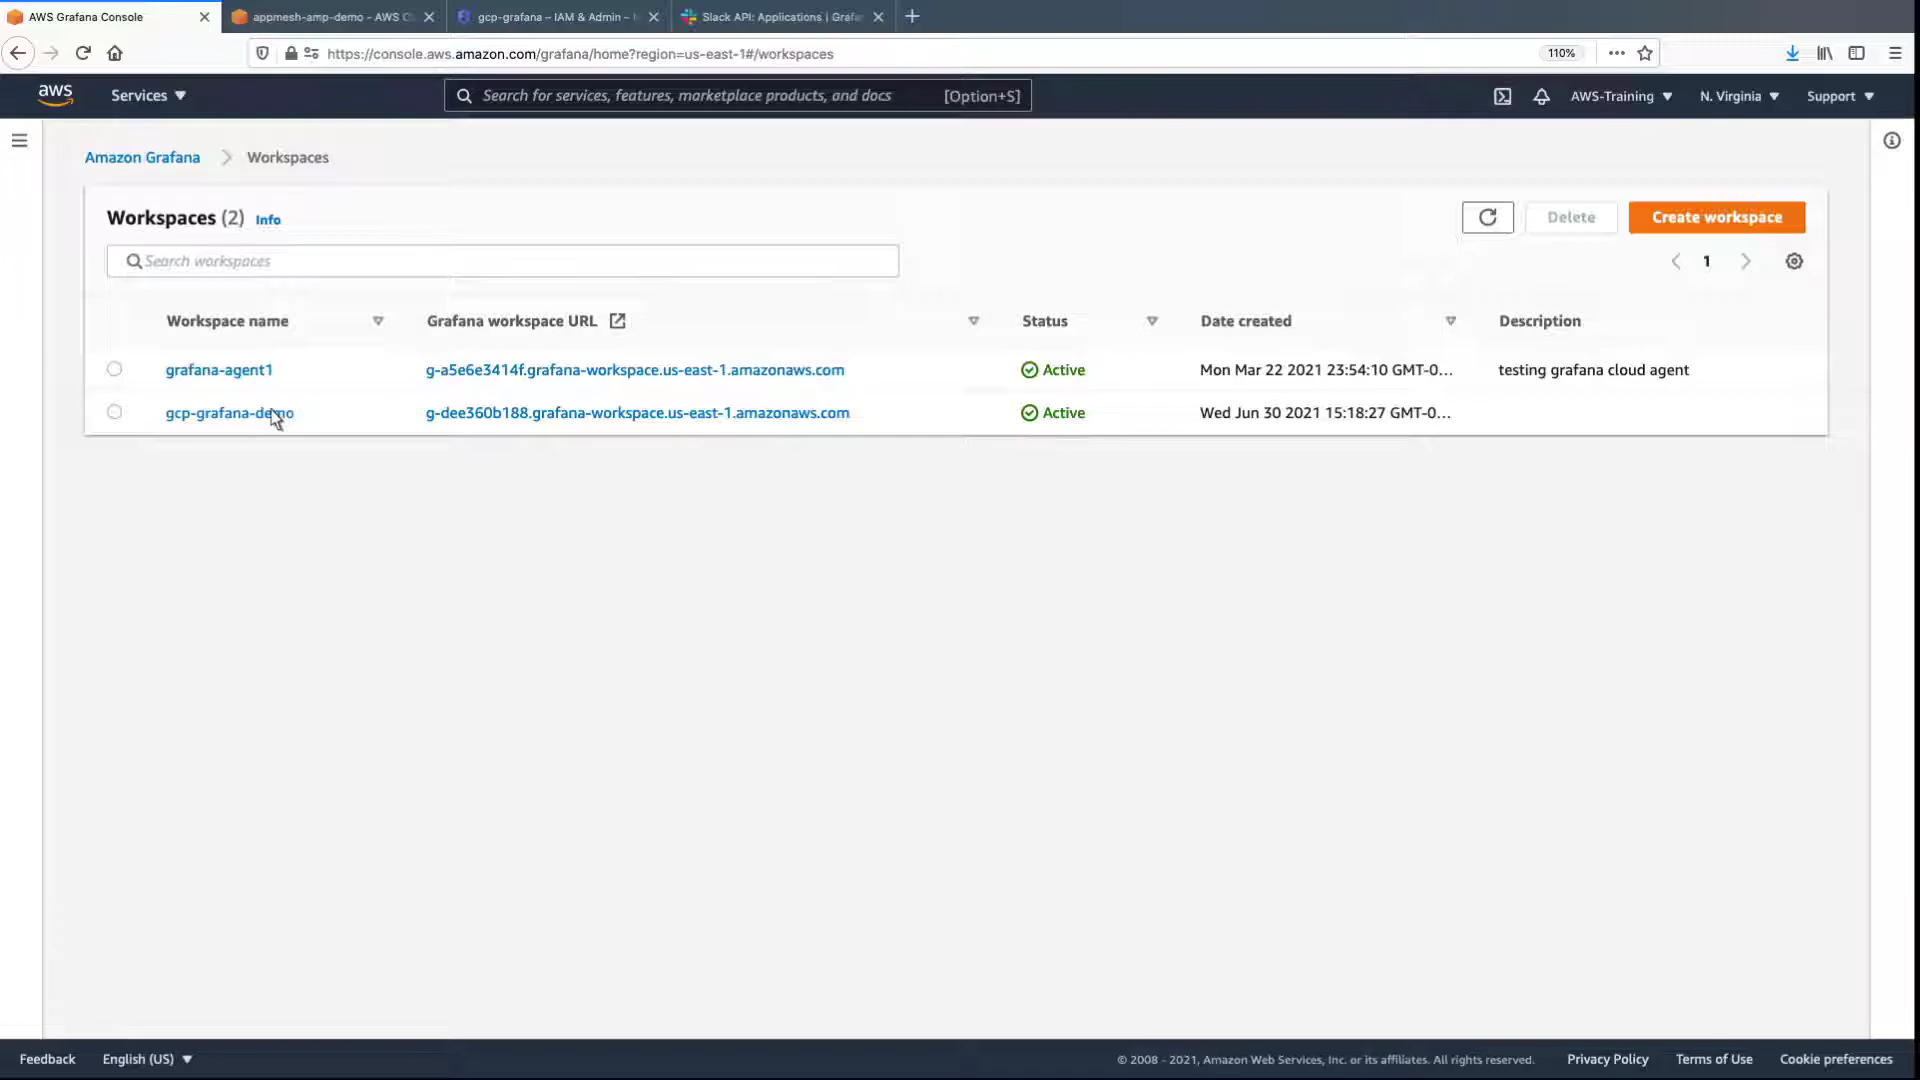 AWS Grafana Console
appmesh-amp-demo - AWS C
gcp-grafana – IAM & Admin –
Slack API: Applications | Grafa
https://console.aws.amazon.com/grafana/home?region=us-east-1#/workspaces
110%
aws
Services
Search for services, features, marketplace products, and docs
[Option+S]
AWS-Training
N. Virginia
Support
Amazon Grafana
Workspaces
Workspaces (2)
Info
Delete
Create workspace
Search workspaces
1
Workspace name
Grafana workspace URL
Status
Date created
Description
grafana-agent1
g-a5e6e3414f.grafana-workspace.us-east-1.amazonaws.com
Active
Mon Mar 22 2021 23:54:10 GMT-0...
testing grafana cloud agent
gcp-grafana-demo
g-dee360b188.grafana-workspace.us-east-1.amazonaws.com
Active
Wed Jun 30 2021 15:18:27 GMT-0...
Feedback
English (US)
© 2008 - 2021, Amazon Web Services, Inc. or its affiliates. All rights reserved.
Privacy Policy
Terms of Use
Cookie preferences